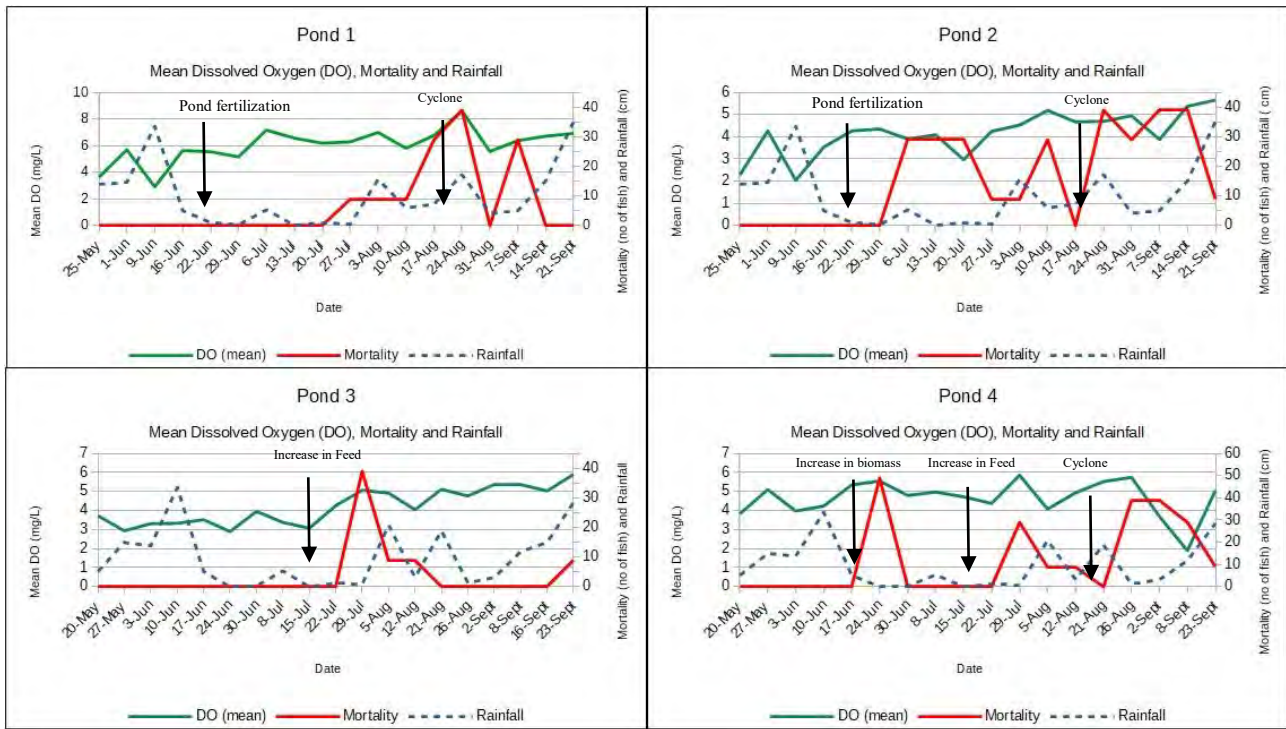 Pond 1
Mean Dissolved Oxygen (DO), Mortality and Rainfall
Pond fertilization
Cyclone
Mean DO (mg/L)
10
8
6
4
2
0
40
30
20
10
0
Mortality (no of fish) and Rainfall (cm)
25-May
1-Jun
9-Jun
16-Jun
22-Jun
29-Jun
6-Jul
13-Jul
20-Jul
27-Jul
3-Aug
10-Aug
17-Aug
24-Aug
31-Aug
7-Sept
14-Sept
21-Sept
Date
DO (mean) Mortality Rainfall
Pond 2
Mean Dissolved Oxygen (DO), Mortality and Rainfall
Pond fertilization
Cyclone
Mean DO (mg/L)
6
5
4
3
2
1
0
40
30
20
10
0
Mortality (no of fish) and Rainfall ( cm)
25-May
1-Jun
9-Jun
16-Jun
22-Jun
29-Jun
6-Jul
13-Jul
20-Jul
27-Jul
3-Aug
10-Aug
17-Aug
24-Aug
31-Aug
7-Sept
14-Sept
21-Sept
Date
DO (mean) Mortality Rainfall
Pond 3
Mean Dissolved Oxygen (DO), Mortality and Rainfall
Increase in Feed
Mean DO (mg/L)
7
6
5
4
3
2
1
0
40
30
20
10
0
Mortality (no of fish) and Rainfall
20-May
27-May
3-Jun
10-Jun
17-Jun
24-Jun
30-Jun
8-Jul
15-Jul
22-Jul
29-Jul
5-Aug
12-Aug
21-Aug
26-Aug
2-Sept
8-Sept
16-Sept
23-Sept
Date
DO (mean) Mortality Rainfall
Pond 4
Mean Dissolved Oxygen (DO), Mortality and Rainfall
Increase in biomass
Increase in Feed
Cyclone
Mean DO (mg/L)
7
6
5
4
3
2
1
0
60
50
40
30
20
10
0
Mortality (no of fish) and Rainfall (cm)
20-May
27-May
3-Jun
10-Jun
17-Jun
24-Jun
30-Jun
8-Jul
15-Jul
22-Jul
29-Jul
5-Aug
12-Aug
21-Aug
26-Aug
2-Sept
8-Sept
23-Sept
Date
DO (mean) Mortality Rainfall